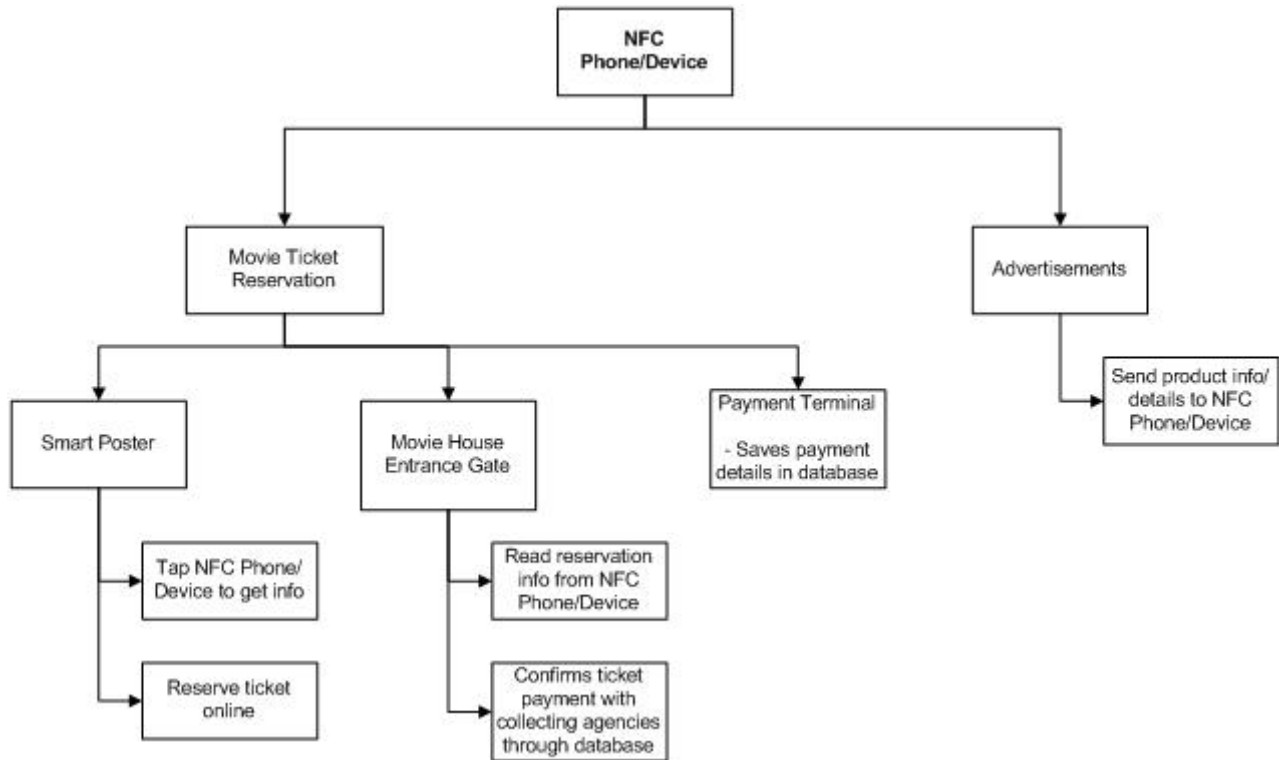 NFC
Phone/Device
Movie Ticket
Reservation
Advertisements
Smart Poster
Movie House
Entrance Gate
Payment Terminal
- Saves payment
details in database
Send product info/
details to NFC
Phone/Device
Tap NFC Phone/
Device to get info
Read reservation
info from NFC
Phone/Device
Reserve ticket
online
Confirms ticket
payment with
collecting agencies
through database